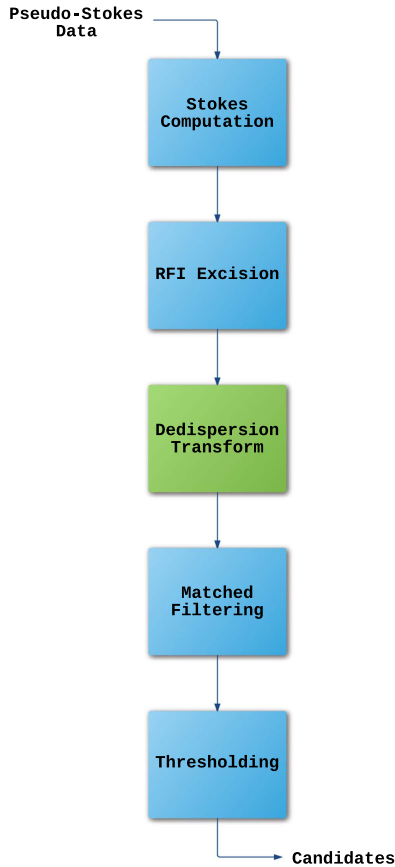 Pseudo-Stokes
Data
Stokes
Computation
RFI Excision
Dedispersion
Transform
Matched
Filtering
Thresholding
Candidates